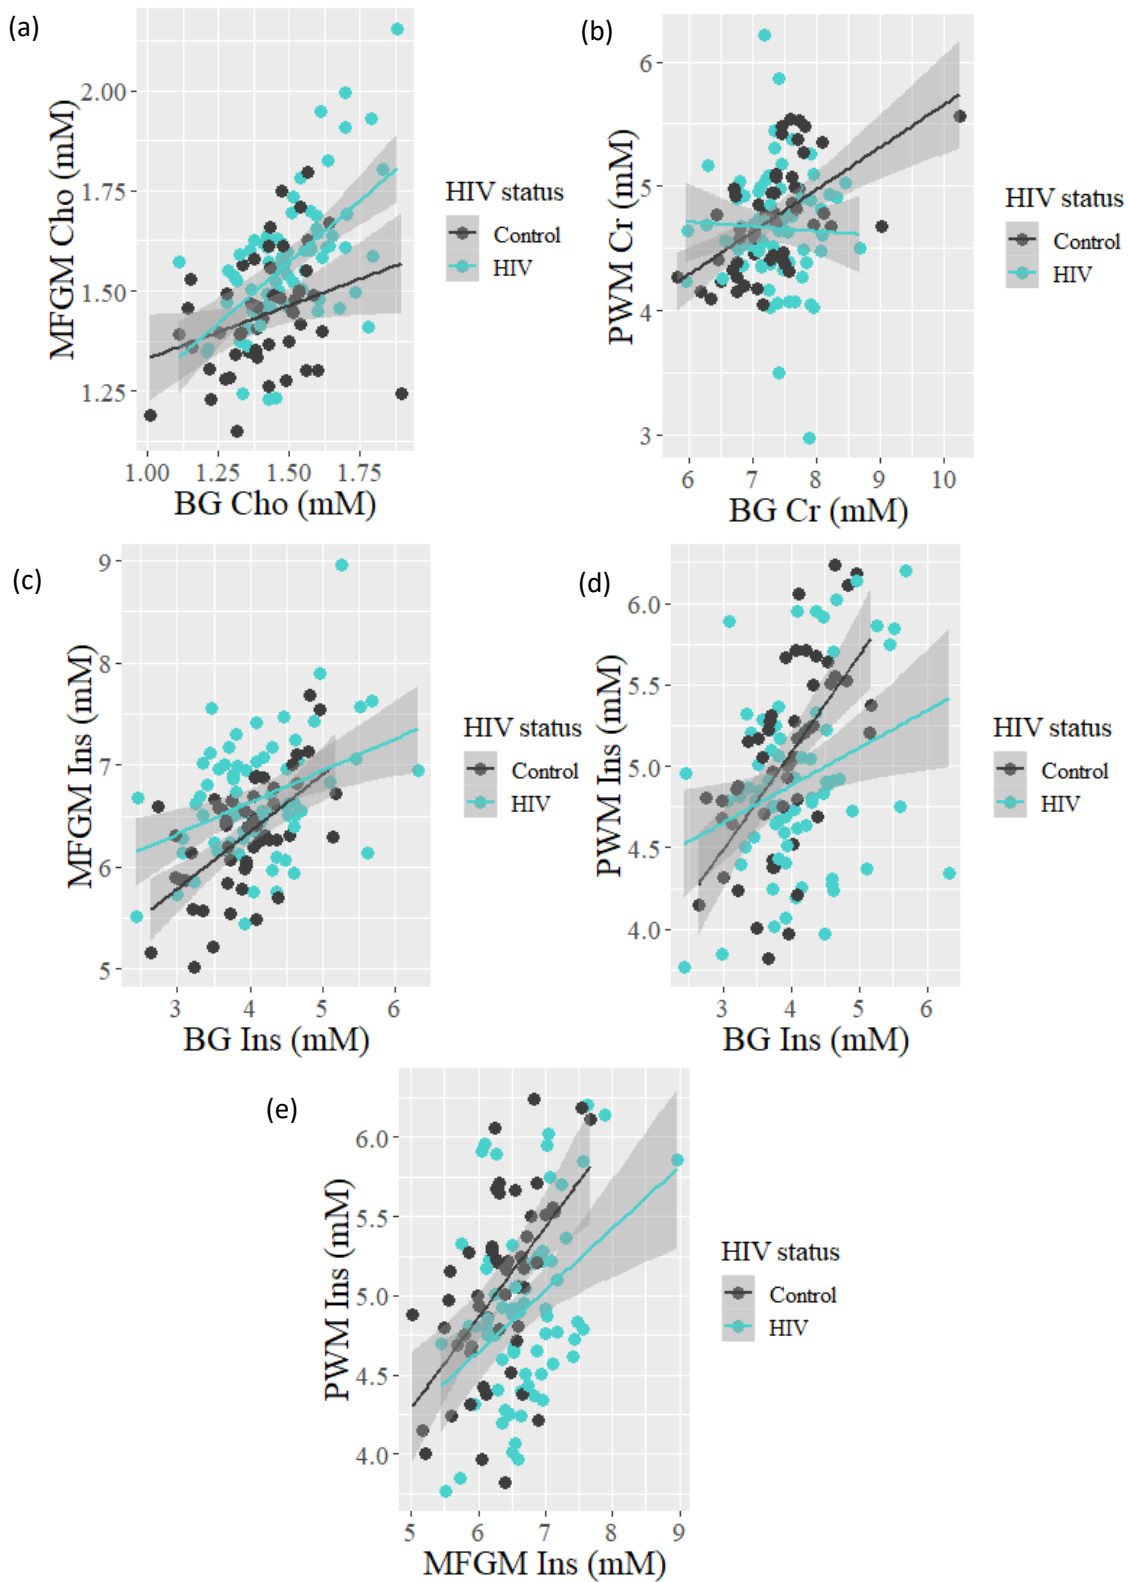 (a)
2.00
1.75
1.50
1.25
MFGM Cho (mM)
1.00 1.25 1.50 1.75
BG Cho (mM)
HIV status
Control
HIV
(b)
6
5
4
3
PWM Cr (mM)
6 7 8 9 10
BG Cr (mM)
HIV status
Control
HIV
(c)
9
8
7
6
5
MFGM Ins (mM)
3 4 5 6
BG Ins (mM)
HIV status
Control
HIV
(d)
6.0
5.5
5.0
4.5
4.0
PWM Ins (mM)
3 4 5 6
BG Ins (mM)
HIV status
Control
HIV
(e)
6.0
5.5
5.0
4.5
4.0
PWM Ins (mM)
5 6 7 8 9
MFGM Ins (mM)
HIV status
Control
HIV